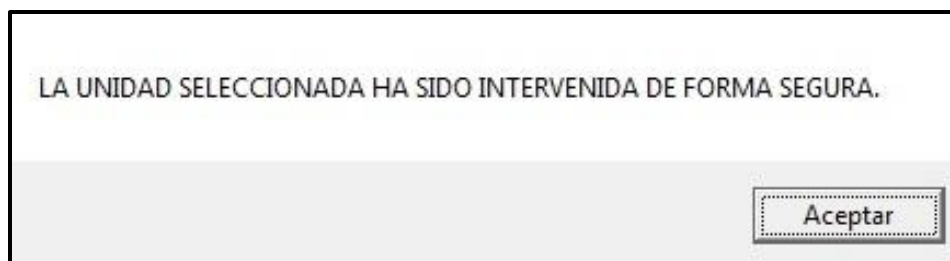 LA UNIDAD SELECCIONADA HA SIDO INTERVENIDA DE FORMA SEGURA.
Aceptar